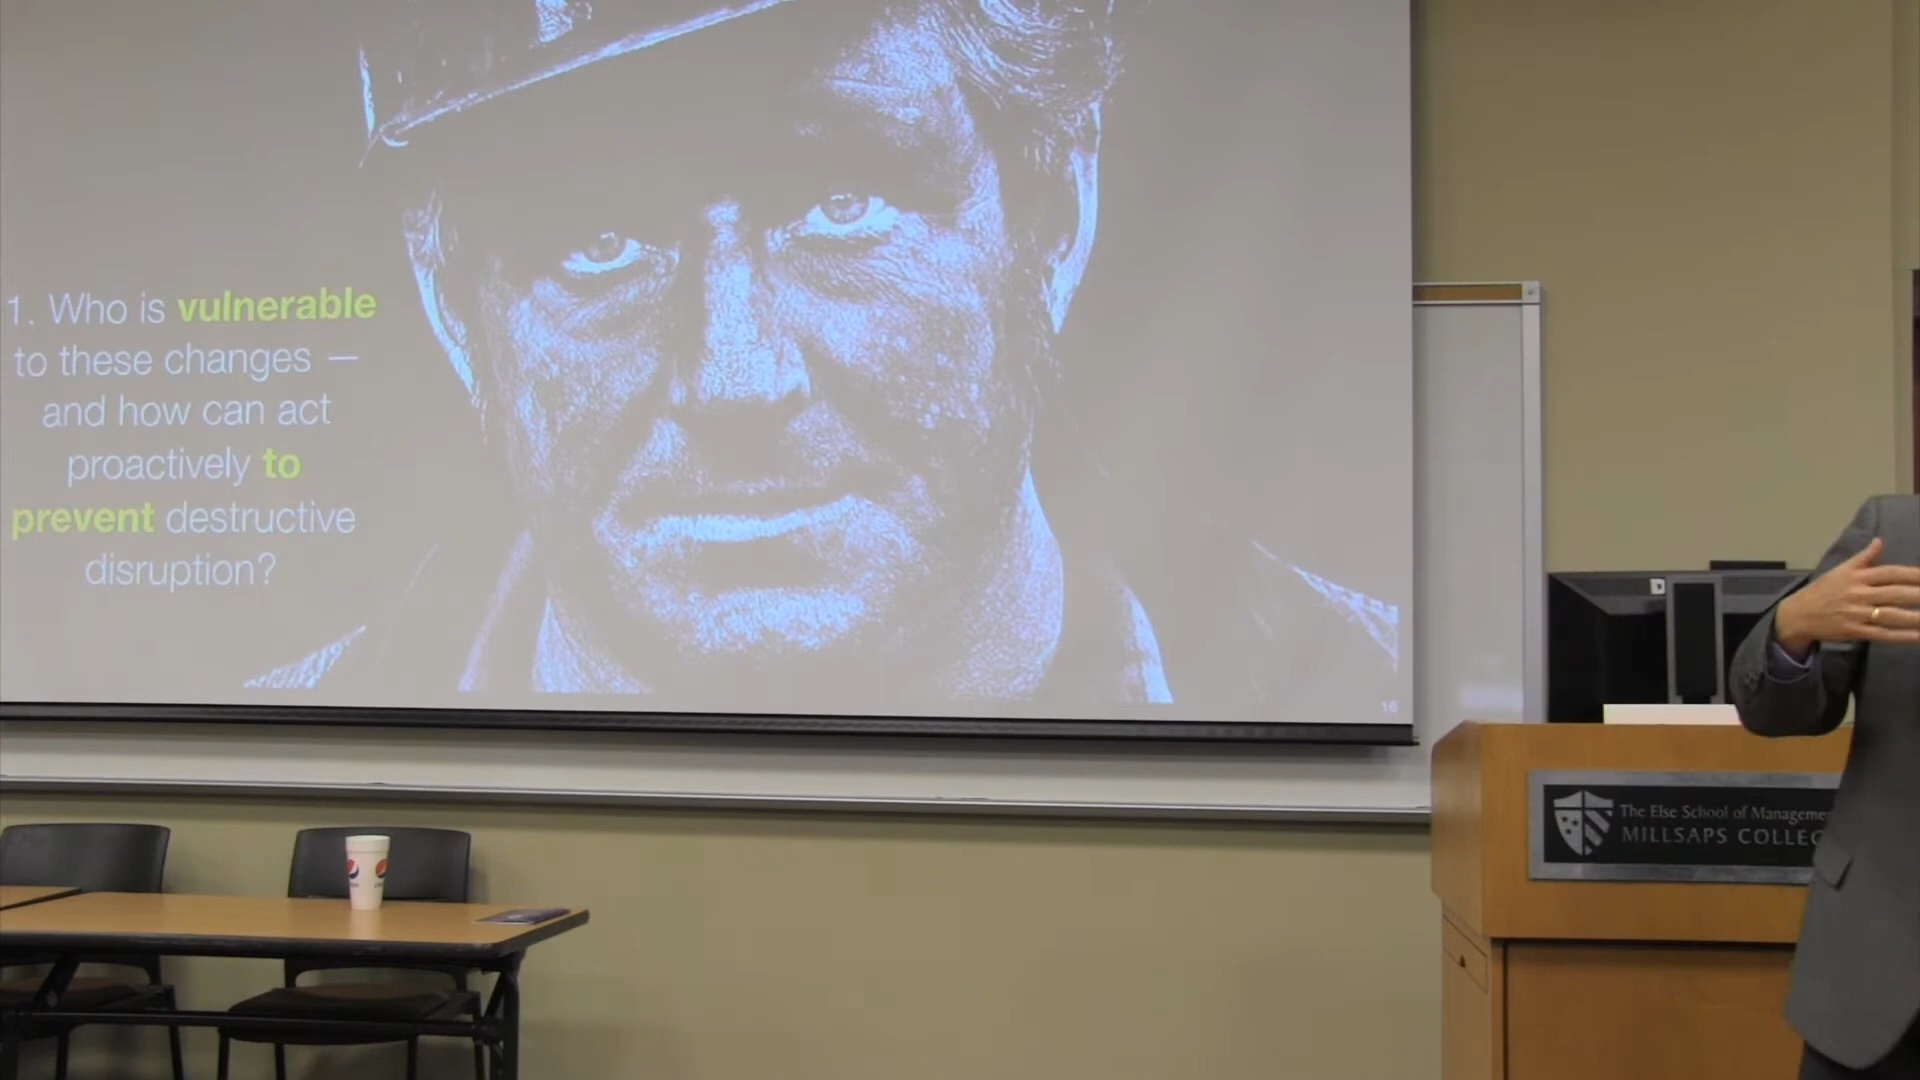 1. Who is vulnerable
to these changes —
and how can act
proactively to
prevent destructive
disruption?
16
The Else School of Manageme
MILLSAPS COLLEG